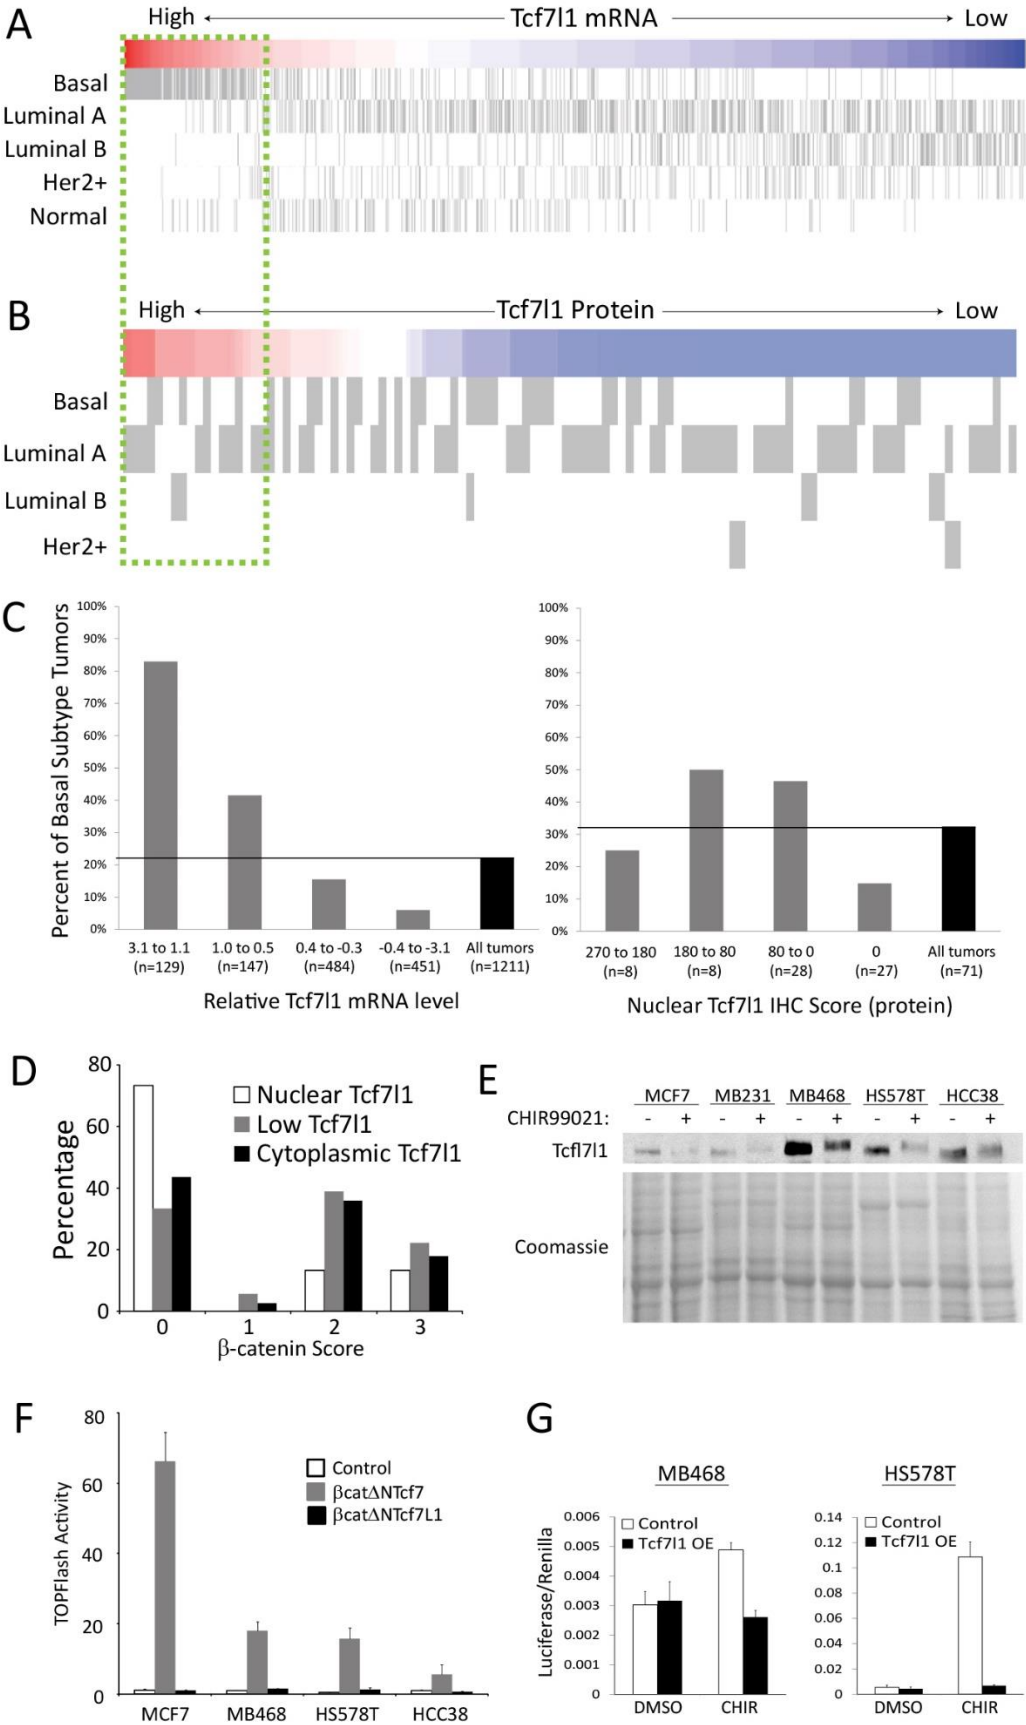 A
High Tcf7l1 mRNA Low
Basal
Luminal A
Luminal B
Her2+
Normal
B
High Tcf7l1 Protein Low
Basal
Luminal A
Luminal B
Her2+
C
Percent of Basal Subtype Tumors
100%
90%
80%
70%
60%
50%
40%
30%
20%
10%
0%
3.1 to 1.1 1.0 to 0.5 0.4 to -0.3 -0.4 to -3.1 All tumors
(n=129) (n=147) (n=484) (n=451) (n=1211)
Relative Tcf7l1 mRNA level
100%
90%
80%
70%
60%
50%
40%
30%
20%
10%
0%
270 to 180 180 to 80 80 to 0 0 All tumors
(n=8) (n=8) (n=28) (n=27) (n=71)
Nuclear Tcf7l1 IHC Score (protein)
D
Percentage
80
60
40
20
0
Nuclear Tcf7l1
Low Tcf7l1
Cytoplasmic Tcf7l1
0 1 2 3
β-catenin Score
E
MCF7 MB231 MB468 HS578T HCC38
CHIR99021: - + - + - + - + - +
Tcfl7l1
Coomassie
F
TOPFlash Activity
80
60
40
20
0
Control
βcatΔNTcf7
βcatΔNTcf7L1
MCF7 MB468 HS578T HCC38
G
MB468
Luciferase/Renilla
0.006
0.005
0.004
0.003
0.002
0.001
0
Control
Tcf7l1 OE
DMSO CHIR
HS578T
0.14
0.12
0.1
0.08
0.06
0.04
0.02
0
Control
Tcf7l1 OE
DMSO CHIR